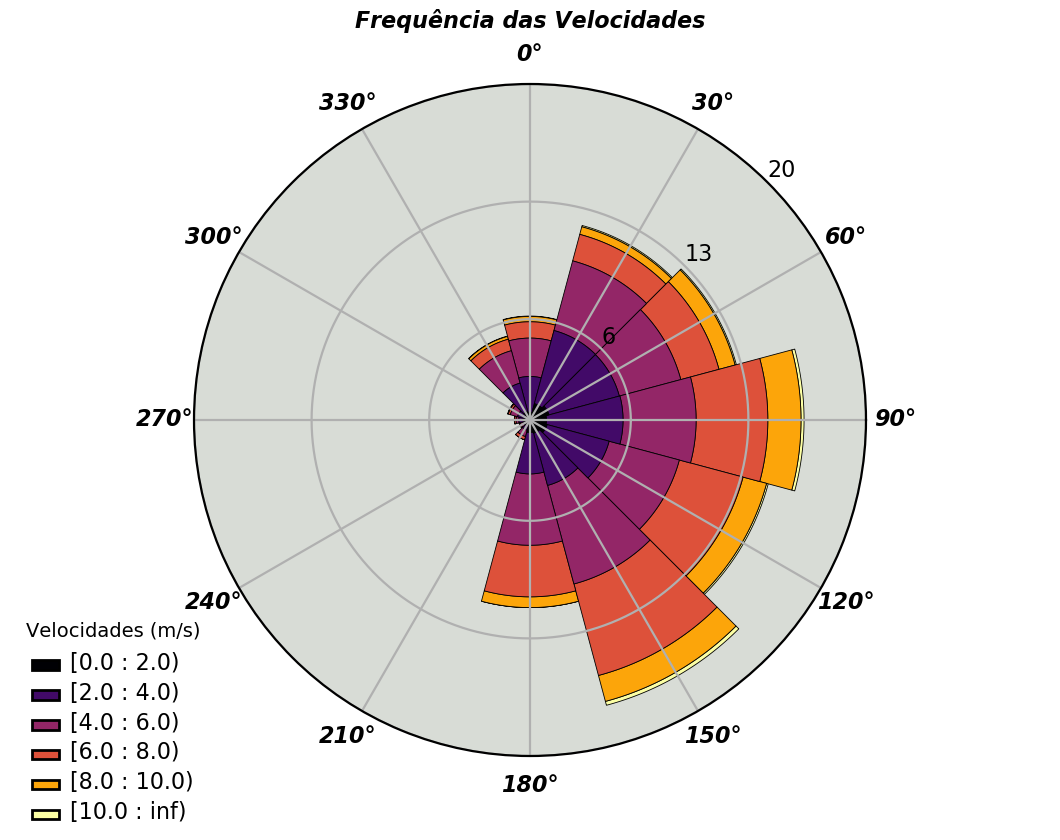 Frequência das Velocidades
0°
330°
30°
20
300°
60°
13
6
270°
90°
240°
120°
210°
150°
180°
Velocidades (m/s)
[0.0 : 2.0)
[2.0 : 4.0)
[4.0 : 6.0)
[6.0 : 8.0)
[8.0 : 10.0)
[10.0 : inf)